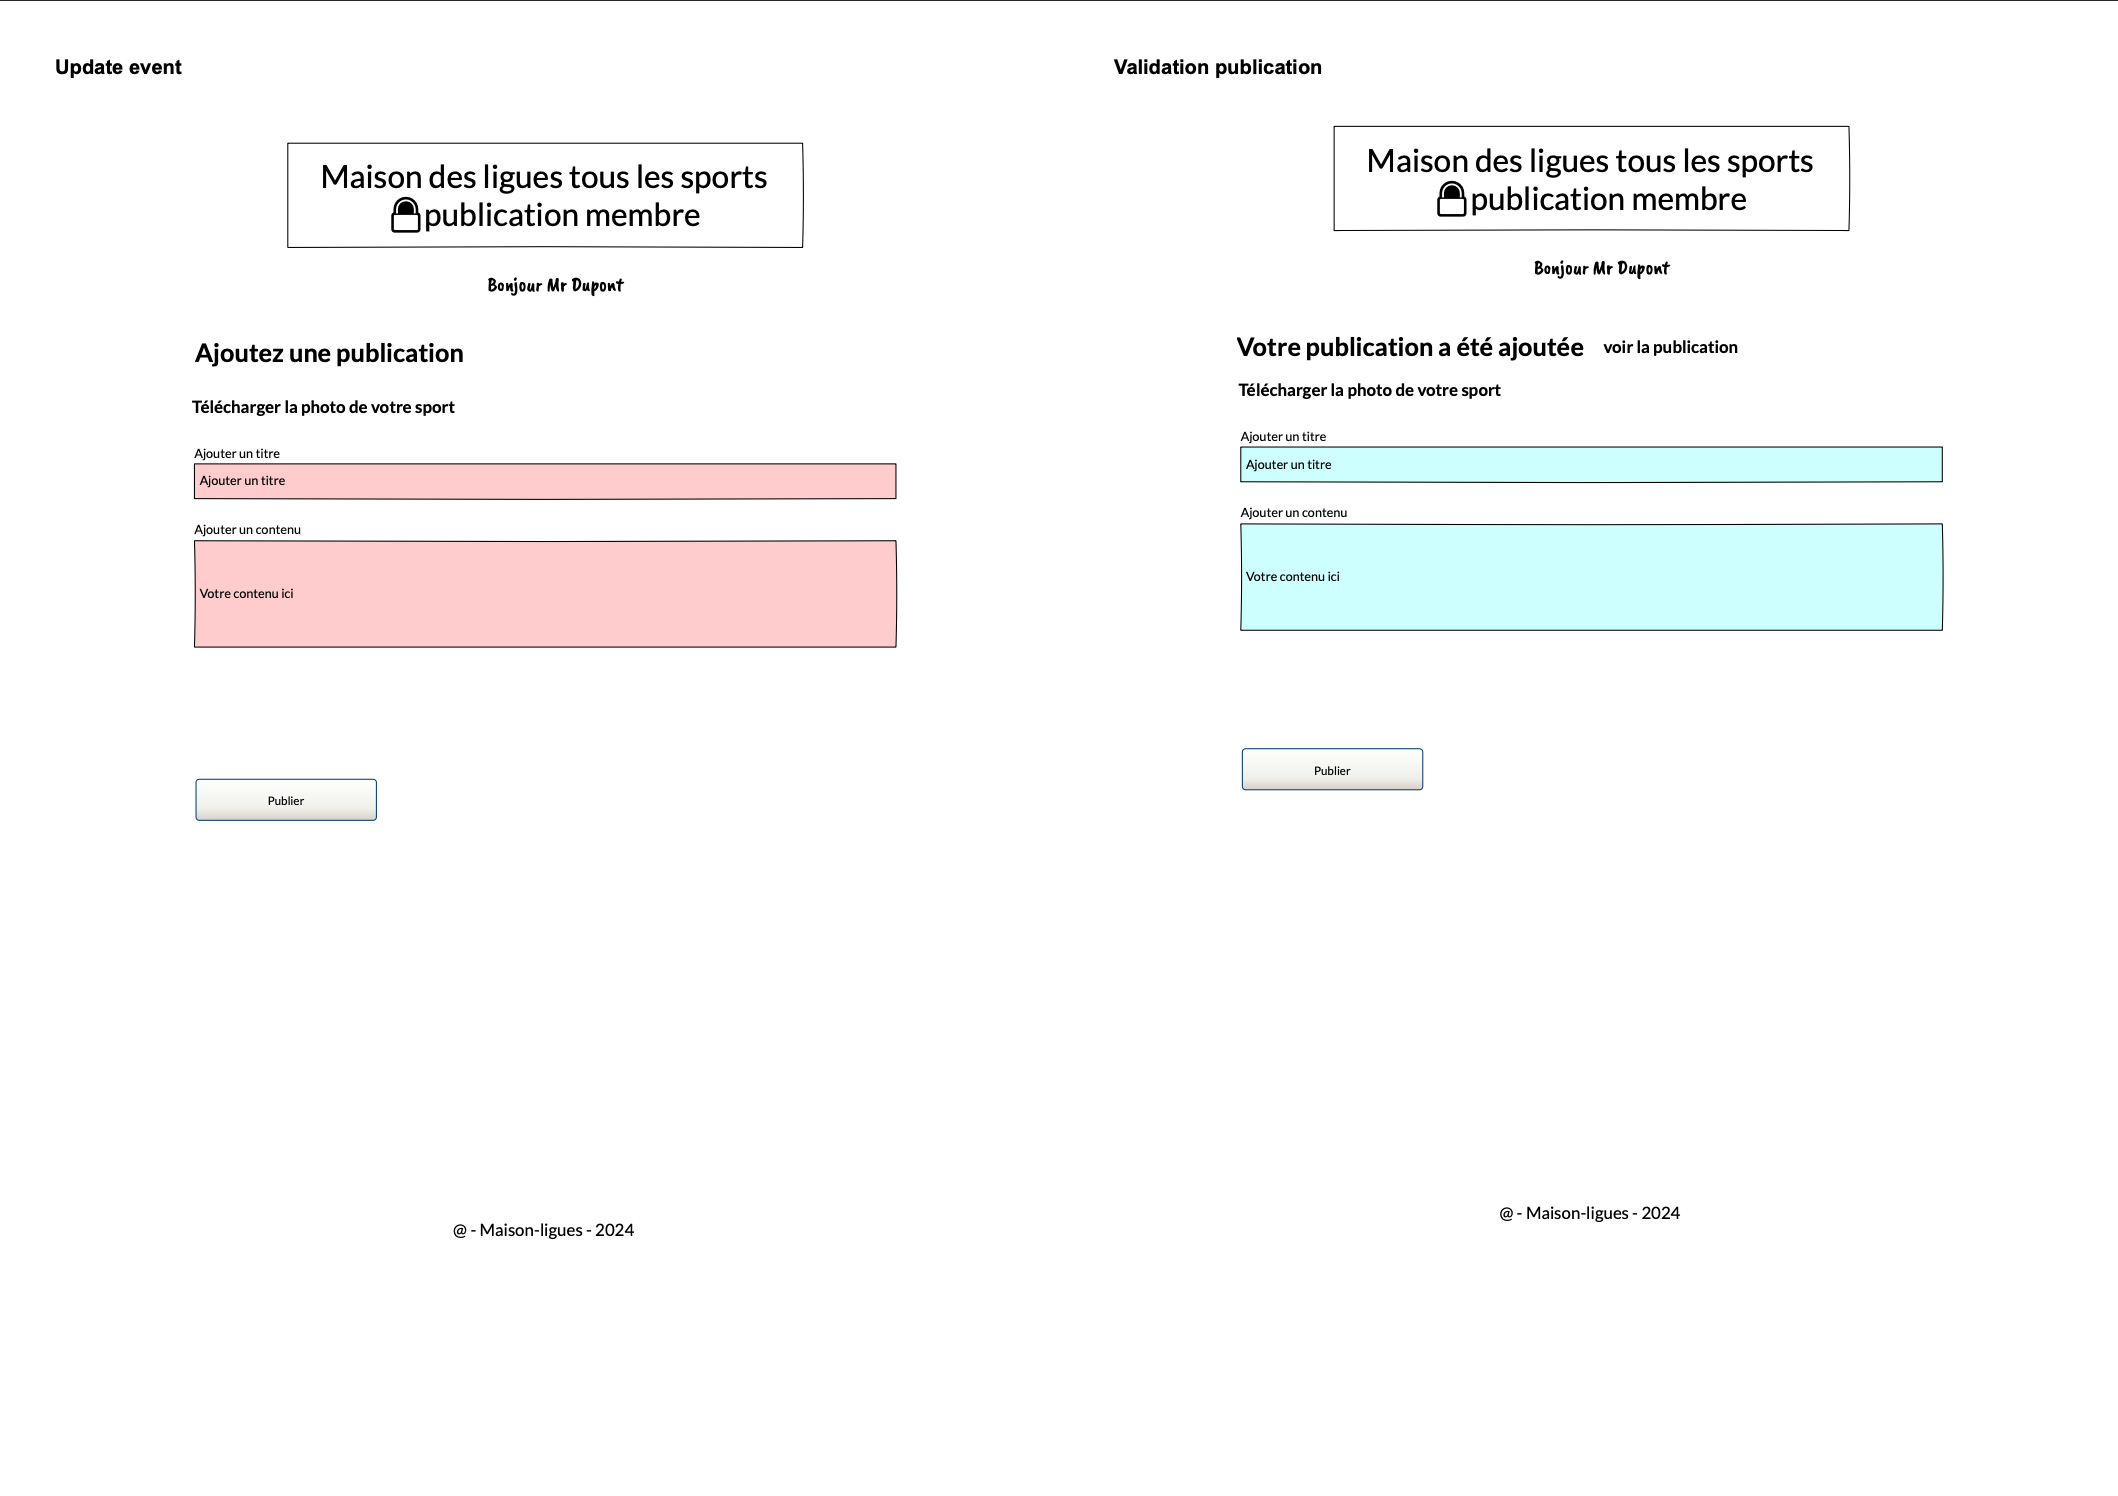 Update event
Maison des ligues tous les sports
publication membre
Bonjour Mr Dupont
Ajoutez une publication
Télécharger la photo de votre sport
Ajouter un titre
Ajouter un titre
Ajouter un contenu
Votre contenu ici
Publier
@ - Maison-ligues - 2024
Validation publication
Maison des ligues tous les sports
publication membre
Bonjour Mr Dupont
Votre publication a été ajoutée voir la publication
Télécharger la photo de votre sport
Ajouter un titre
Ajouter un titre
Ajouter un contenu
Votre contenu ici
Publier
@ - Maison-ligues - 2024